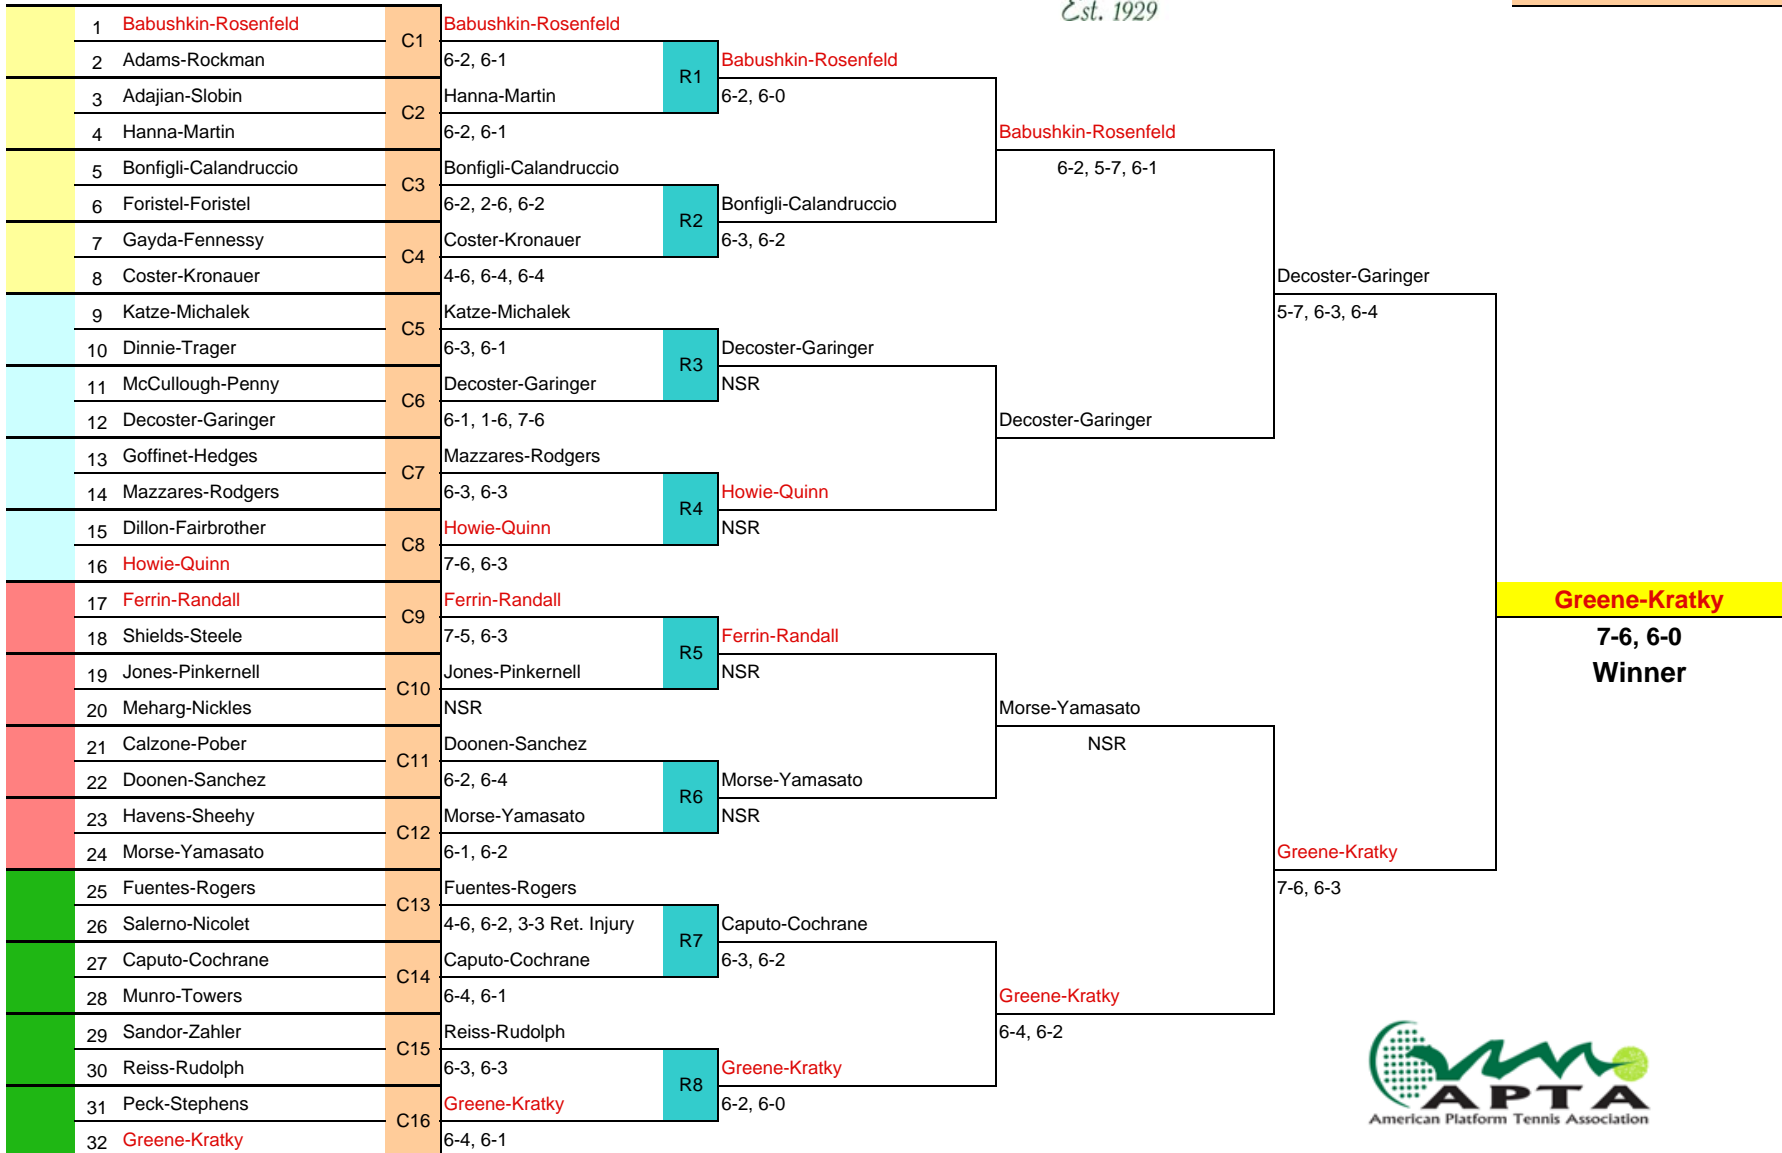 Est. 1929
1 Babushkin-Rosenfeld C1 Babushkin-Rosenfeld
2 Adams-Rockman 6-2, 6-1 R1 Babushkin-Rosenfeld
3 Adajian-Slobin C2 Hanna-Martin 6-2, 6-0
4 Hanna-Martin 6-2, 6-1 Babushkin-Rosenfeld
5 Bonfigli-Calandruccio C3 Bonfigli-Calandruccio 6-2, 5-7, 6-1
6 Foristel-Foristel 6-2, 2-6, 6-2 R2 Bonfigli-Calandruccio
7 Gayda-Fennessy C4 Coster-Kronauer 6-3, 6-2
8 Coster-Kronauer 4-6, 6-4, 6-4 Decoster-Garinger
9 Katze-Michalek C5 Katze-Michalek 5-7, 6-3, 6-4
10 Dinnie-Trager 6-3, 6-1 R3 Decoster-Garinger
11 McCullough-Penny C6 Decoster-Garinger NSR
12 Decoster-Garinger 6-1, 1-6, 7-6 Decoster-Garinger
13 Goffinet-Hedges C7 Mazzares-Rodgers
14 Mazzares-Rodgers 6-3, 6-3 R4 Howie-Quinn
15 Dillon-Fairbrother C8 Howie-Quinn NSR
16 Howie-Quinn 7-6, 6-3
17 Ferrin-Randall C9 Ferrin-Randall Greene-Kratky
18 Shields-Steele 7-5, 6-3 R5 Ferrin-Randall 7-6, 6-0
19 Jones-Pinkernell C10 Jones-Pinkernell NSR Winner
20 Meharg-Nickles NSR Morse-Yamasato
21 Calzone-Pober C11 Doonen-Sanchez NSR
22 Doonen-Sanchez 6-2, 6-4 R6 Morse-Yamasato
23 Havens-Sheehy C12 Morse-Yamasato NSR
24 Morse-Yamasato 6-1, 6-2 Greene-Kratky
25 Fuentes-Rogers C13 Fuentes-Rogers 7-6, 6-3
26 Salerno-Nicolet 4-6, 6-2, 3-3 Ret. Injury R7 Caputo-Cochrane
27 Caputo-Cochrane C14 Caputo-Cochrane 6-3, 6-2
28 Munro-Towers 6-4, 6-1 Greene-Kratky
29 Sandor-Zahler C15 Reiss-Rudolph 6-4, 6-2
30 Reiss-Rudolph 6-3, 6-3 R8 Greene-Kratky
31 Peck-Stephens C16 Greene-Kratky 6-2, 6-0
32 Greene-Kratky 6-4, 6-1
APTA
American Platform Tennis Association